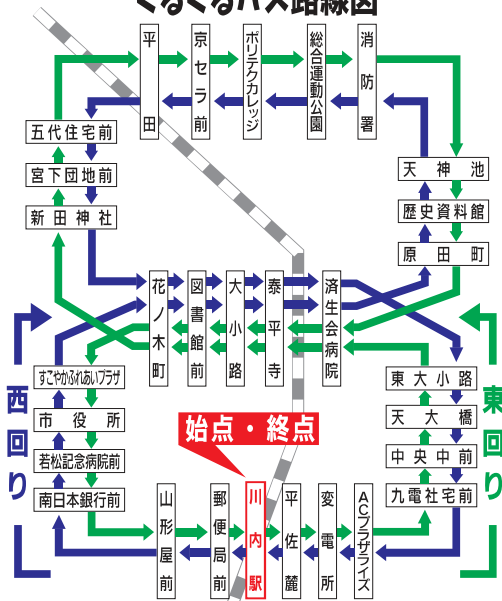 ぐるぐるバス路線図
平田
京セラ前
ポリテクカレッジ
総合運動公園
消防署
五代住宅前
宮下団地前
新田神社
天神池
歴史資料館
原田町
花ノ木町
図書館前
大小路
泰平寺
済生会病院
西回り
東回り
すこやかふれあいプラザ
市役所
若松記念病院前
南日本銀行前
東大小路
天大橋
中央中前
九電社宅前
始点・終点
山形屋前
郵便局前
川内駅
平佐麓
変電所
ACプラザライズ